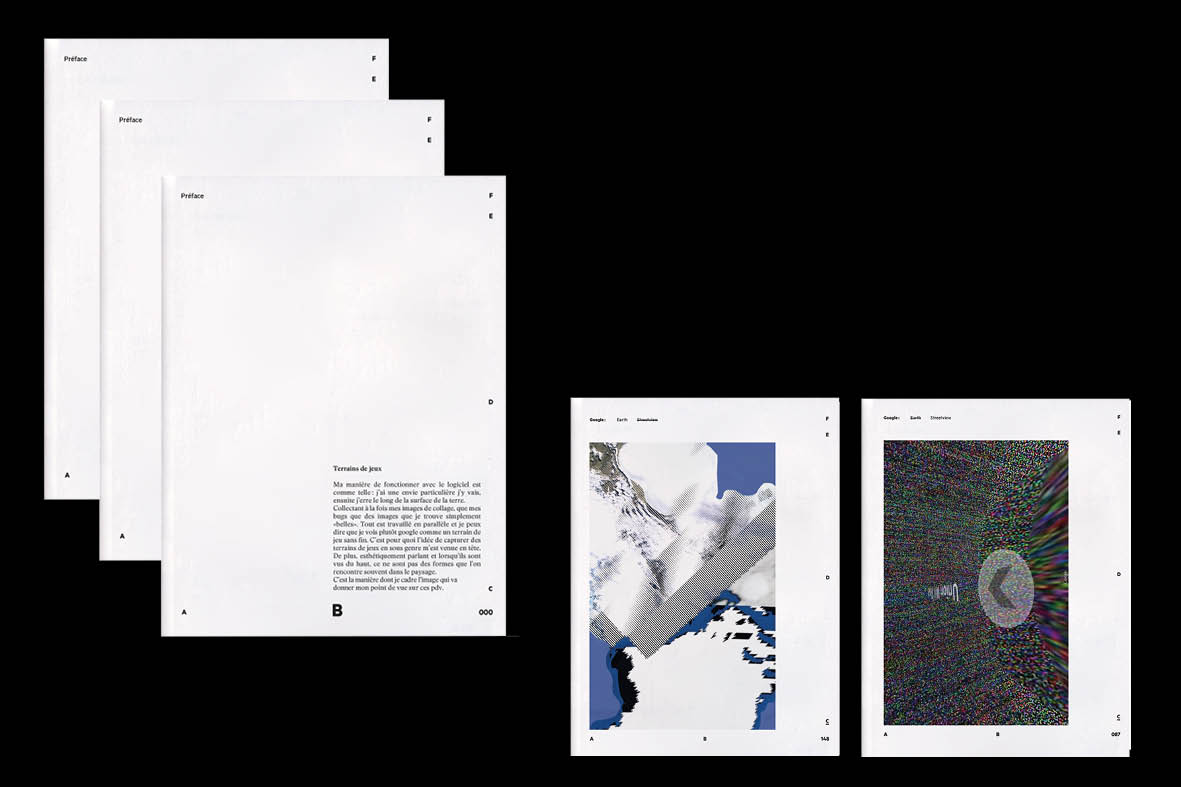 Préface
F
E
A
Préface
F
E
A
Préface
F
E
D
Terrains de jeux
Ma manière de fonctionner avec le logiciel est
comme telle : j'ai une envie particulière j'y vais,
ensuite j'erre le long de la surface de la terre.
Collectant à la fois mes images de collage, que mes
bugs que des images que je trouve simplement
«belles». Tout est travaillé en parallèle et je peux
dire que je vois plutôt google comme un terrain de
jeu sans fin. C'est pour quoi l'idée de capturer des
terrains de jeux en sous genre m'est venue en tête.
De plus, esthétiquement parlant et lorsqu'ils sont
vus du haut, ce ne sont pas des formes que l'on
rencontre souvent dans le paysage.
C'est la manière dont je cadre l'image qui va
donner mon point de vue sur ces pdv.
C
A B 000
Google: Earth Streetview
F
E
D
C
A B 148
Google: Earth Streetview
F
E
D
C
A B 087